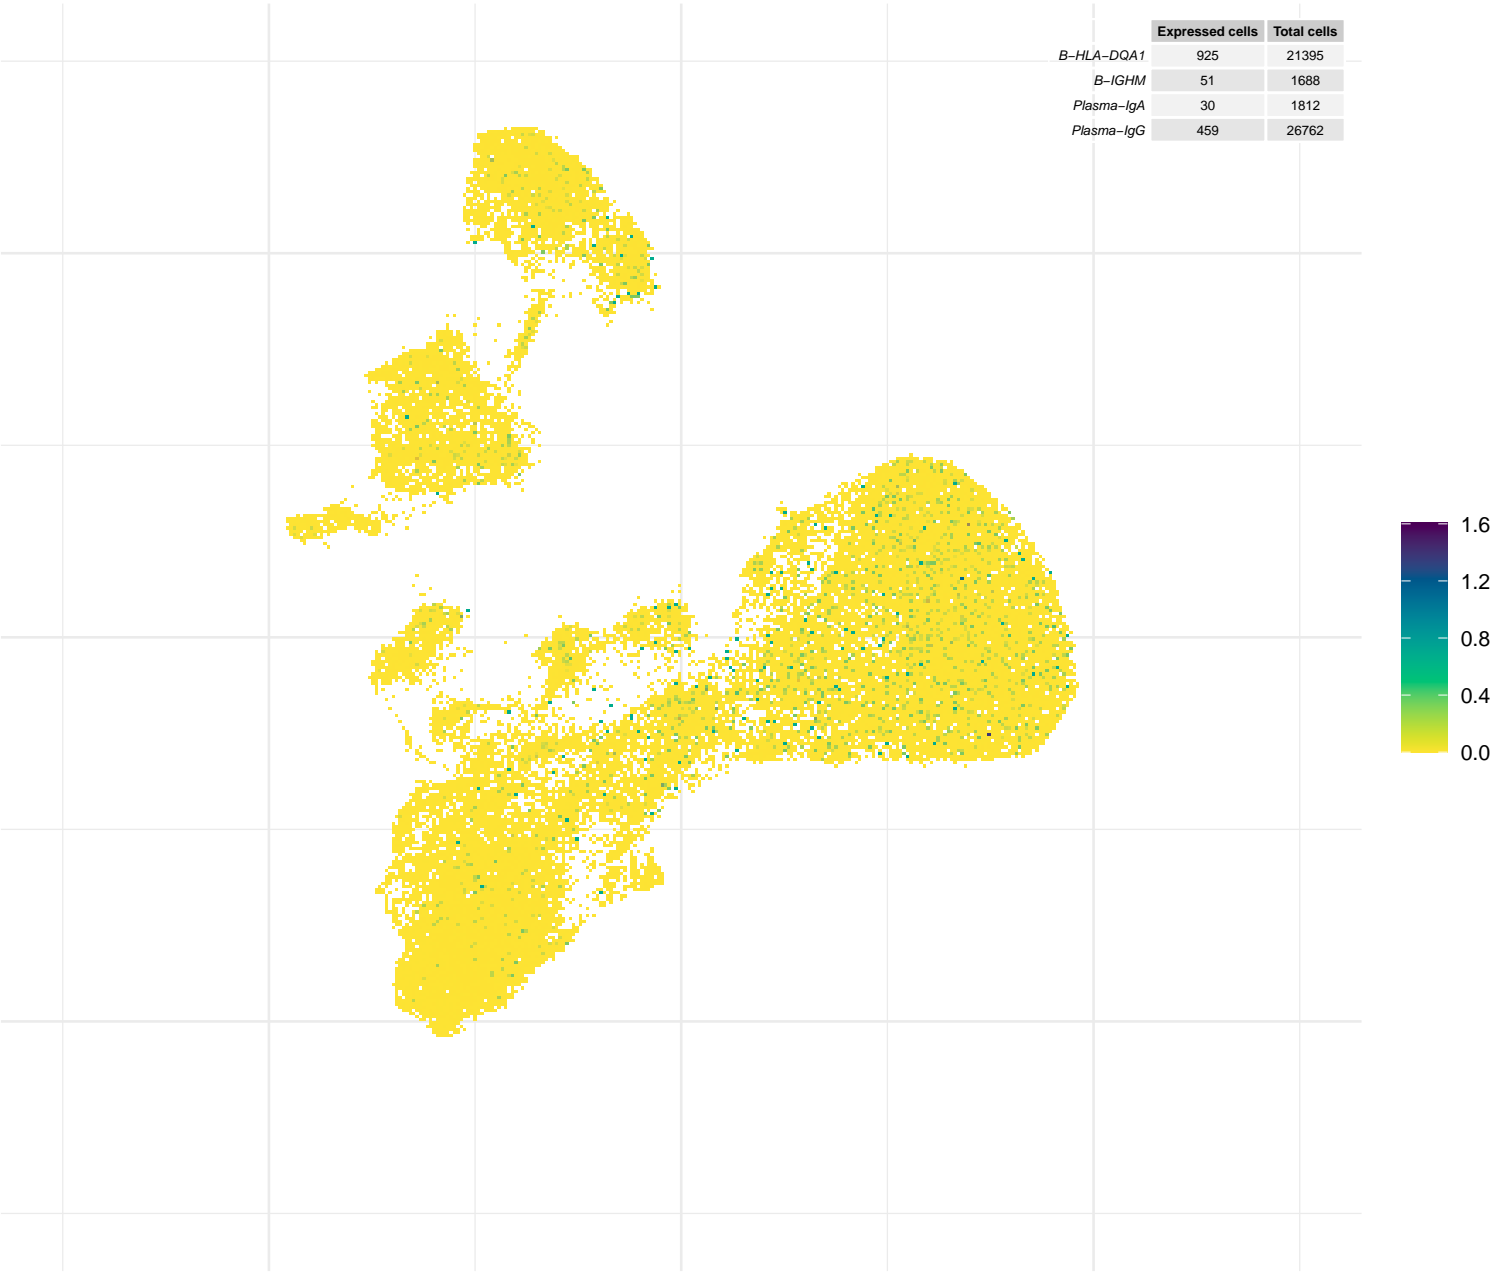 Expressed cells Total cells
B−HLA−DQA1 925 21395
B−IGHM 51 1688
Plasma−IgA 30 1812
Plasma−IgG 459 26762
1.6
1.2
0.8
0.4
0.0